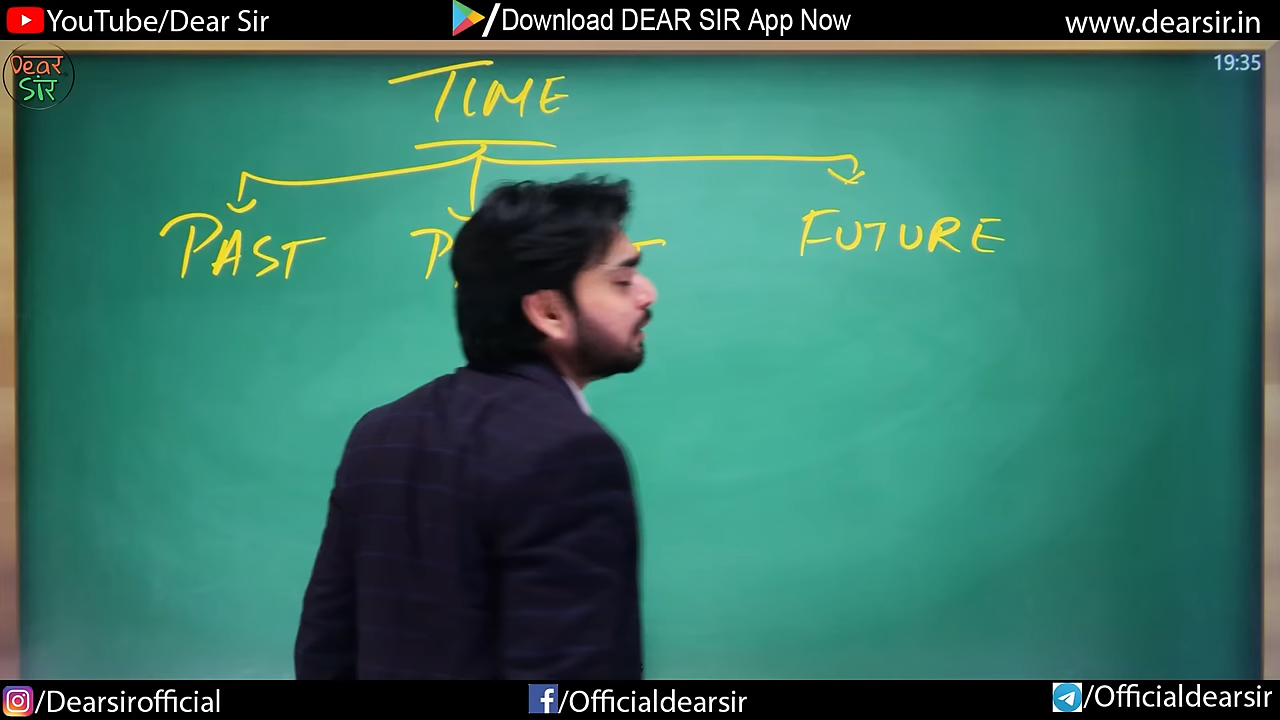 YouTube/Dear Sir
/Download DEAR SIR App Now
www.dearsir.in
Dear सर
19:35
TIME
PAST
FUTURE
/Dearsirofficial
/Officialdearsir
/Officialdearsir